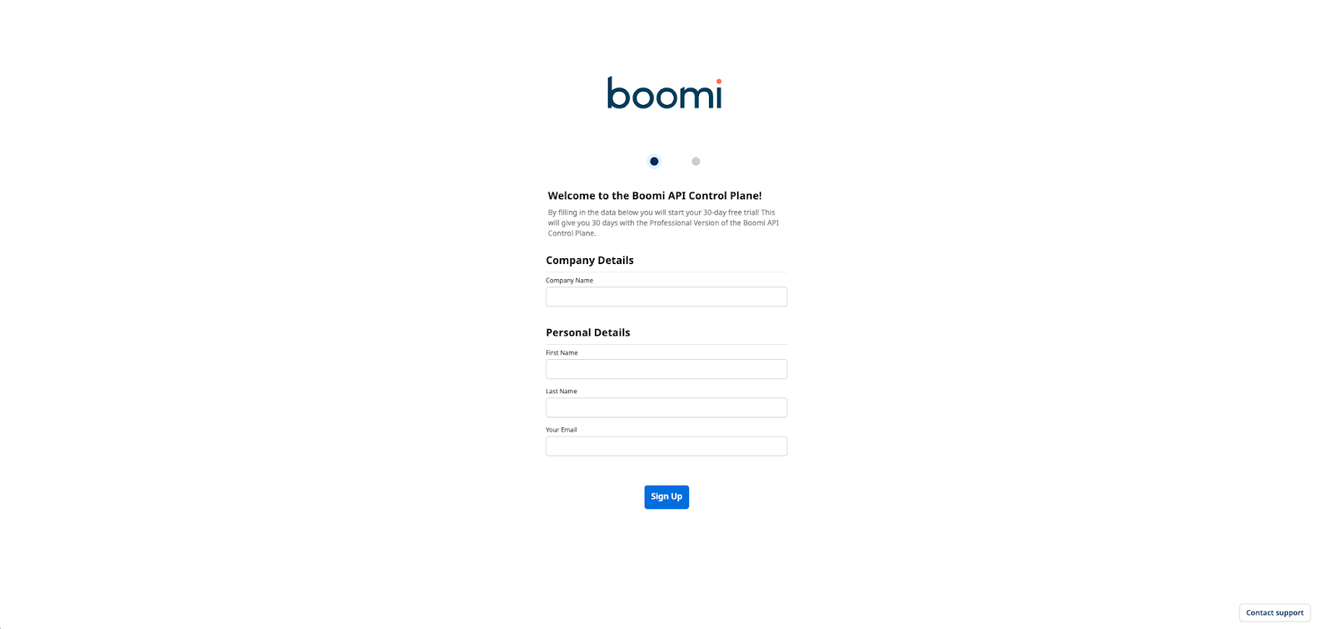 boomi
Welcome to the Boomi API Control Plane!
By filling in the data below you will start your 30-day free trial! This
will give you 30 days with the Professional Version of the Boomi API
Control Plane.
Company Details
Company Name
Personal Details
First Name
Last Name
Your Email
Sign Up
Contact support